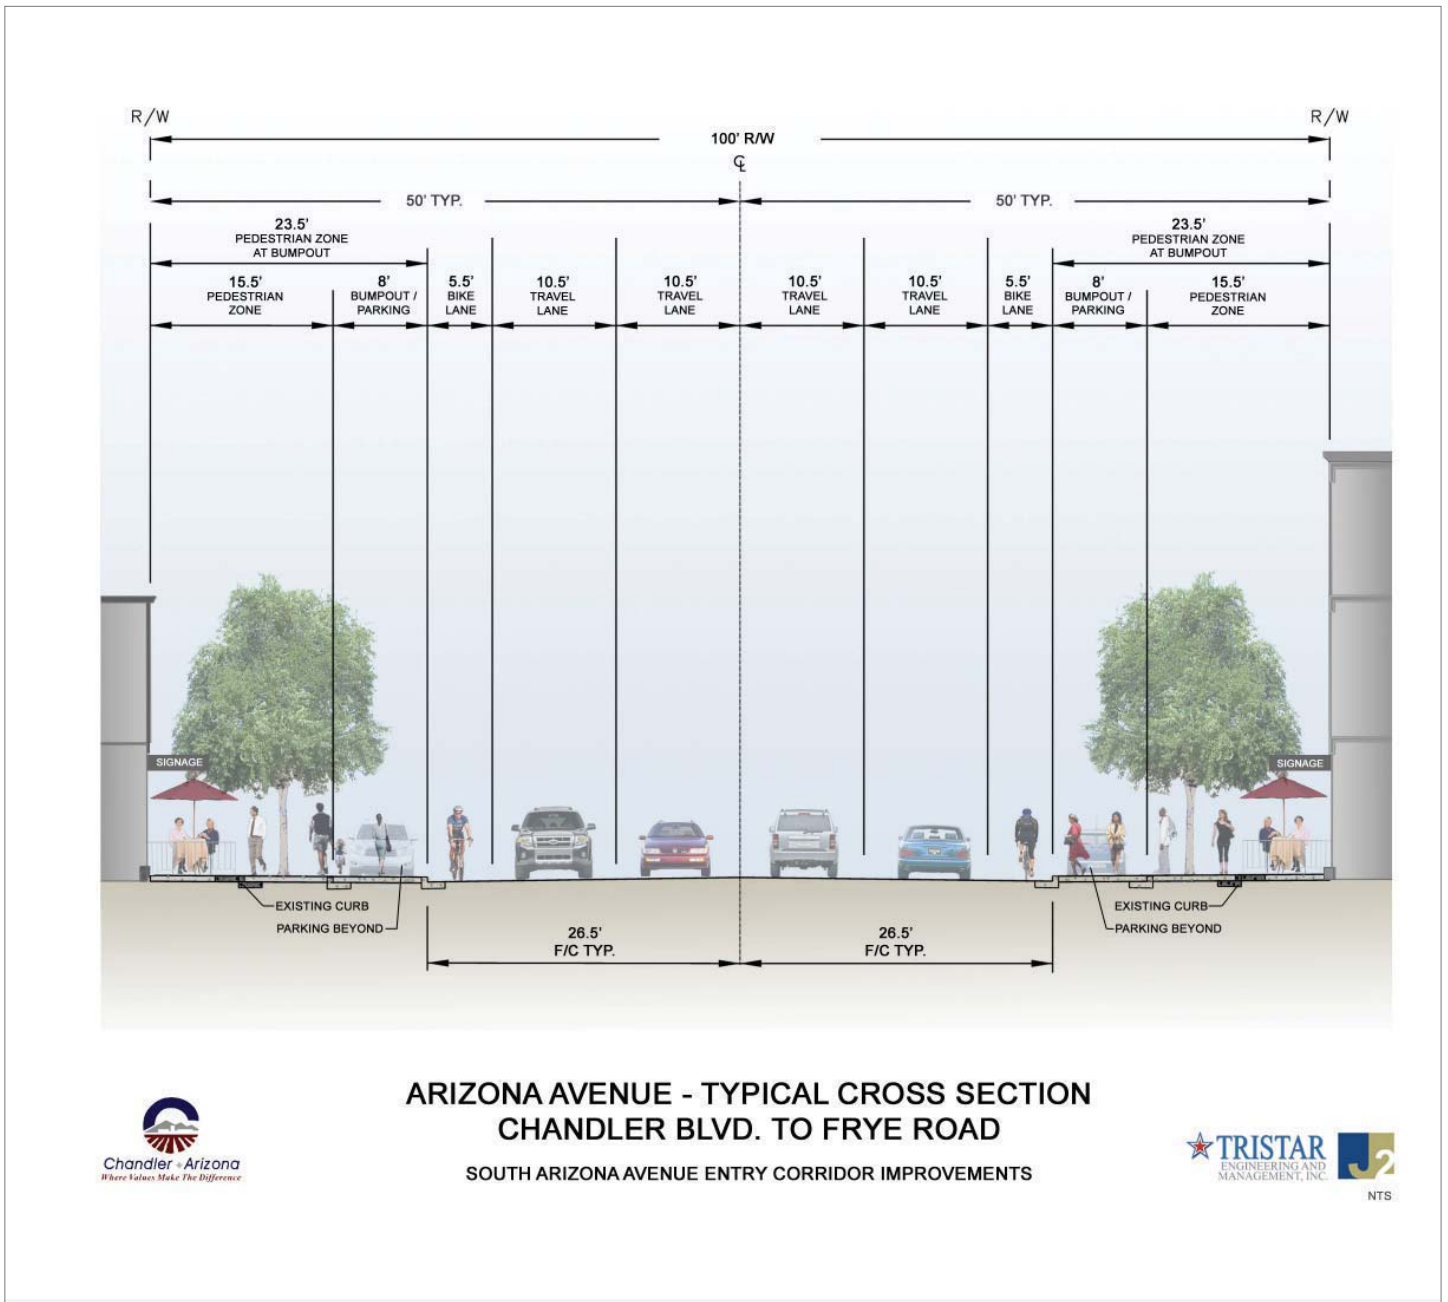 R/W
R/W
100' R/W
℄
50' TYP.
50' TYP.
23.5'
PEDESTRIAN ZONE
AT BUMPOUT
23.5'
PEDESTRIAN ZONE
AT BUMPOUT
15.5'
PEDESTRIAN
ZONE
8'
BUMPOUT /
PARKING
5.5'
BIKE
LANE
10.5'
TRAVEL
LANE
10.5'
TRAVEL
LANE
10.5'
TRAVEL
LANE
10.5'
TRAVEL
LANE
5.5'
BIKE
LANE
8'
BUMPOUT /
PARKING
15.5'
PEDESTRIAN
ZONE
SIGNAGE
SIGNAGE
EXISTING CURB
PARKING BEYOND
EXISTING CURB
PARKING BEYOND
26.5'
F/C TYP.
26.5'
F/C TYP.
ARIZONA AVENUE - TYPICAL CROSS SECTION
CHANDLER BLVD. TO FRYE ROAD
SOUTH ARIZONA AVENUE ENTRY CORRIDOR IMPROVEMENTS
Chandler Arizona
Where Values Make The Difference
TRISTAR
ENGINEERING AND
MANAGEMENT, INC.
J2
NTS